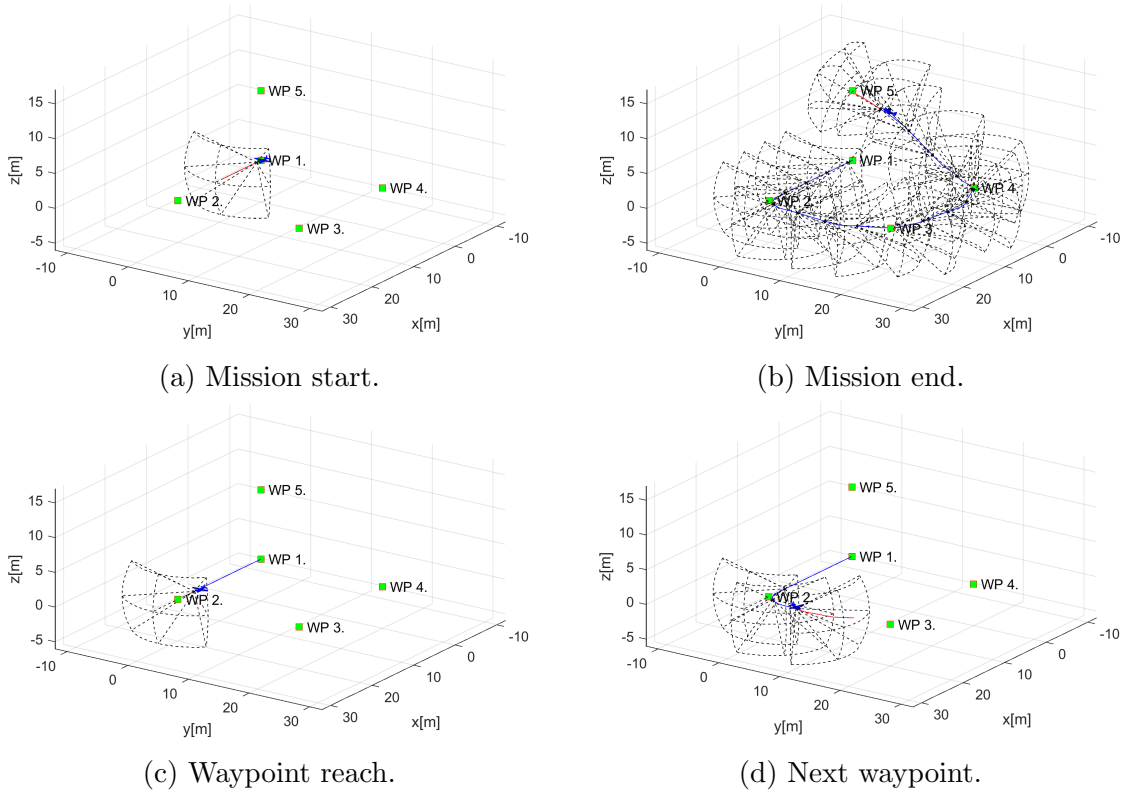 15
10
5
0
-5
z[m]
-10
0
10
20
30
y[m]
30
20
10
0
-10
x[m]
WP 5.
WP 1.
WP 4.
WP 2.
WP 3.
(a) Mission start.
15
10
5
0
-5
z[m]
-10
0
10
20
30
y[m]
30
20
10
0
-10
x[m]
WP 5.
WP 1
WP 4
WP 2.
WP 3
(b) Mission end.
15
10
5
0
-5
z[m]
-10
0
10
20
30
y[m]
30
20
10
0
-10
x[m]
WP 5.
WP 1.
WP 4.
WP 2.
WP 3.
(c) Waypoint reach.
15
10
5
0
-5
z[m]
-10
0
10
20
30
y[m]
30
20
10
0
-10
x[m]
WP 5.
WP 1.
WP 4.
WP 2.
WP 3.
(d) Next waypoint.